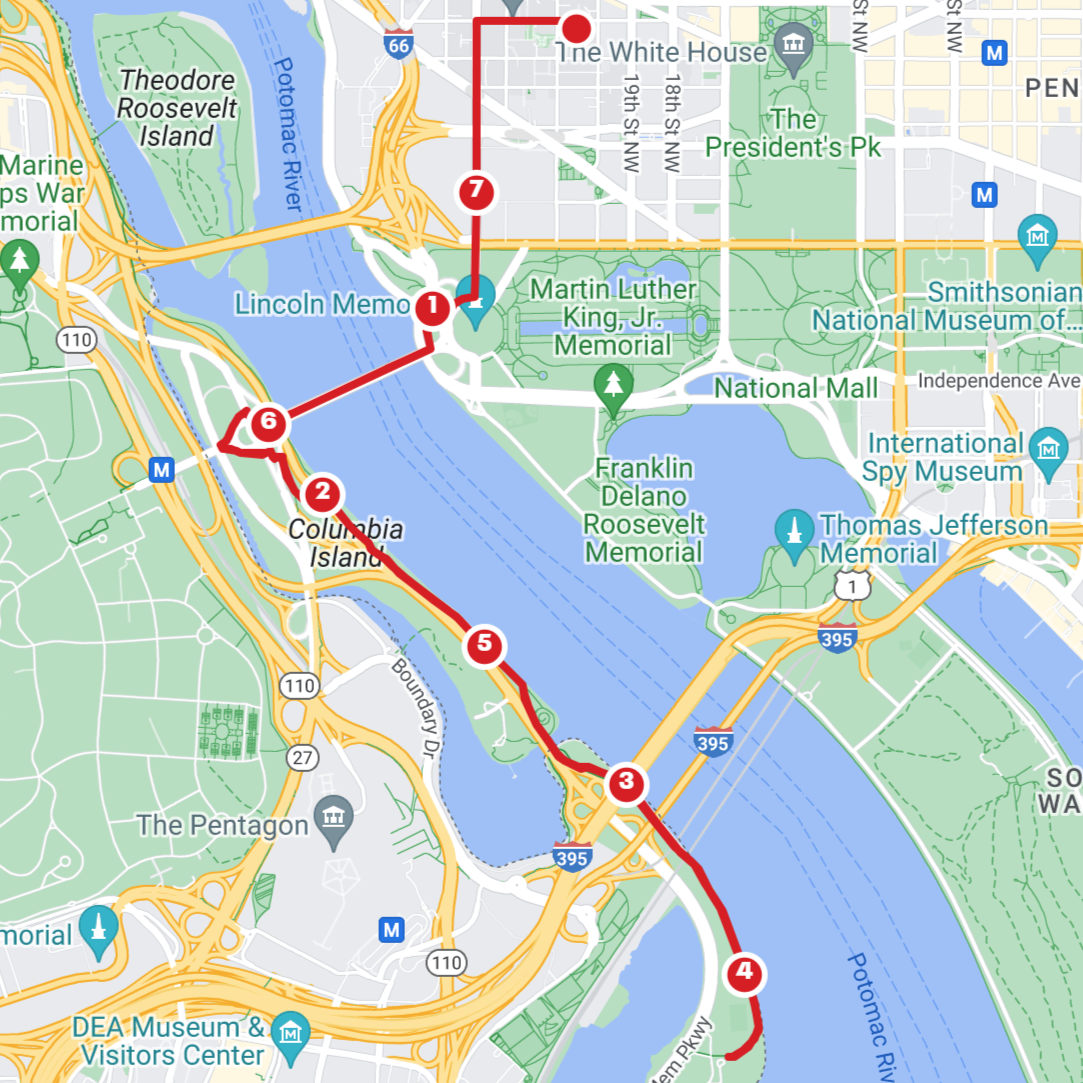 66
St NW
St NW
The White House
M
PEN
Theodore
Roosevelt
Island
Potomac River
19th St NW
18th St NW
The
President's Pk
Marine
ps War
morial
7
M
Lincoln Memo
1
Martin Luther
King, Jr.
Memorial
Smithsonian
National Museum of...
110
National Mall
Independence Ave
6
M
International
Spy Museum
2
Columbia
Island
Franklin
Delano
Roosevelt
Memorial
Thomas Jefferson
Memorial
1
395
5
Boundary Dr
110
27
395
3
SO
WA
The Pentagon
395
M
morial
110
4
Potomac Riv
DEA Museum &
Visitors Center
Mem.Pkwy